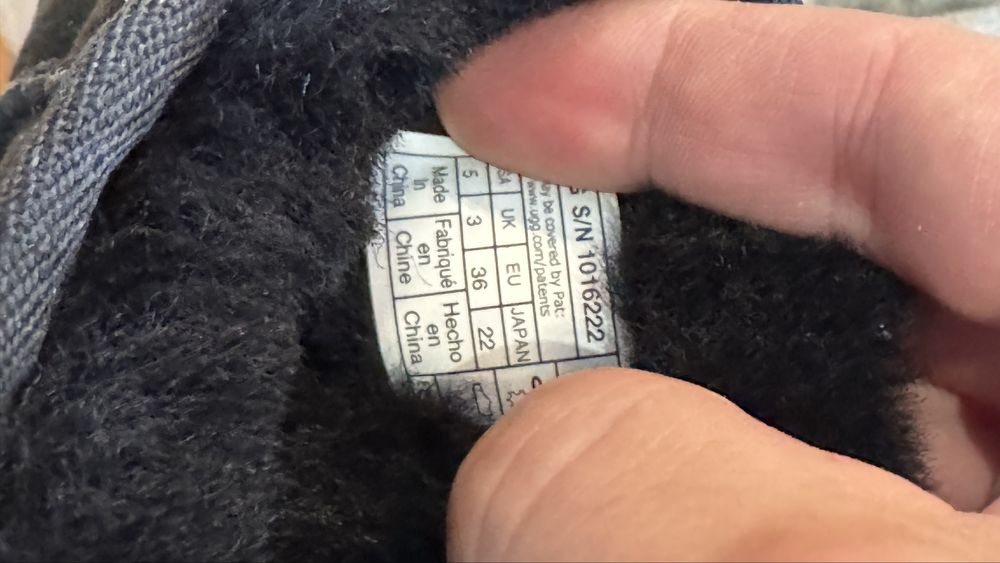 S/N 1016222
may be covered by Pat:
www.ugg.com/patents
UK EU JAPAN
5 3 36 22
Made in China
Fabriqué en Chine
Hecho en China